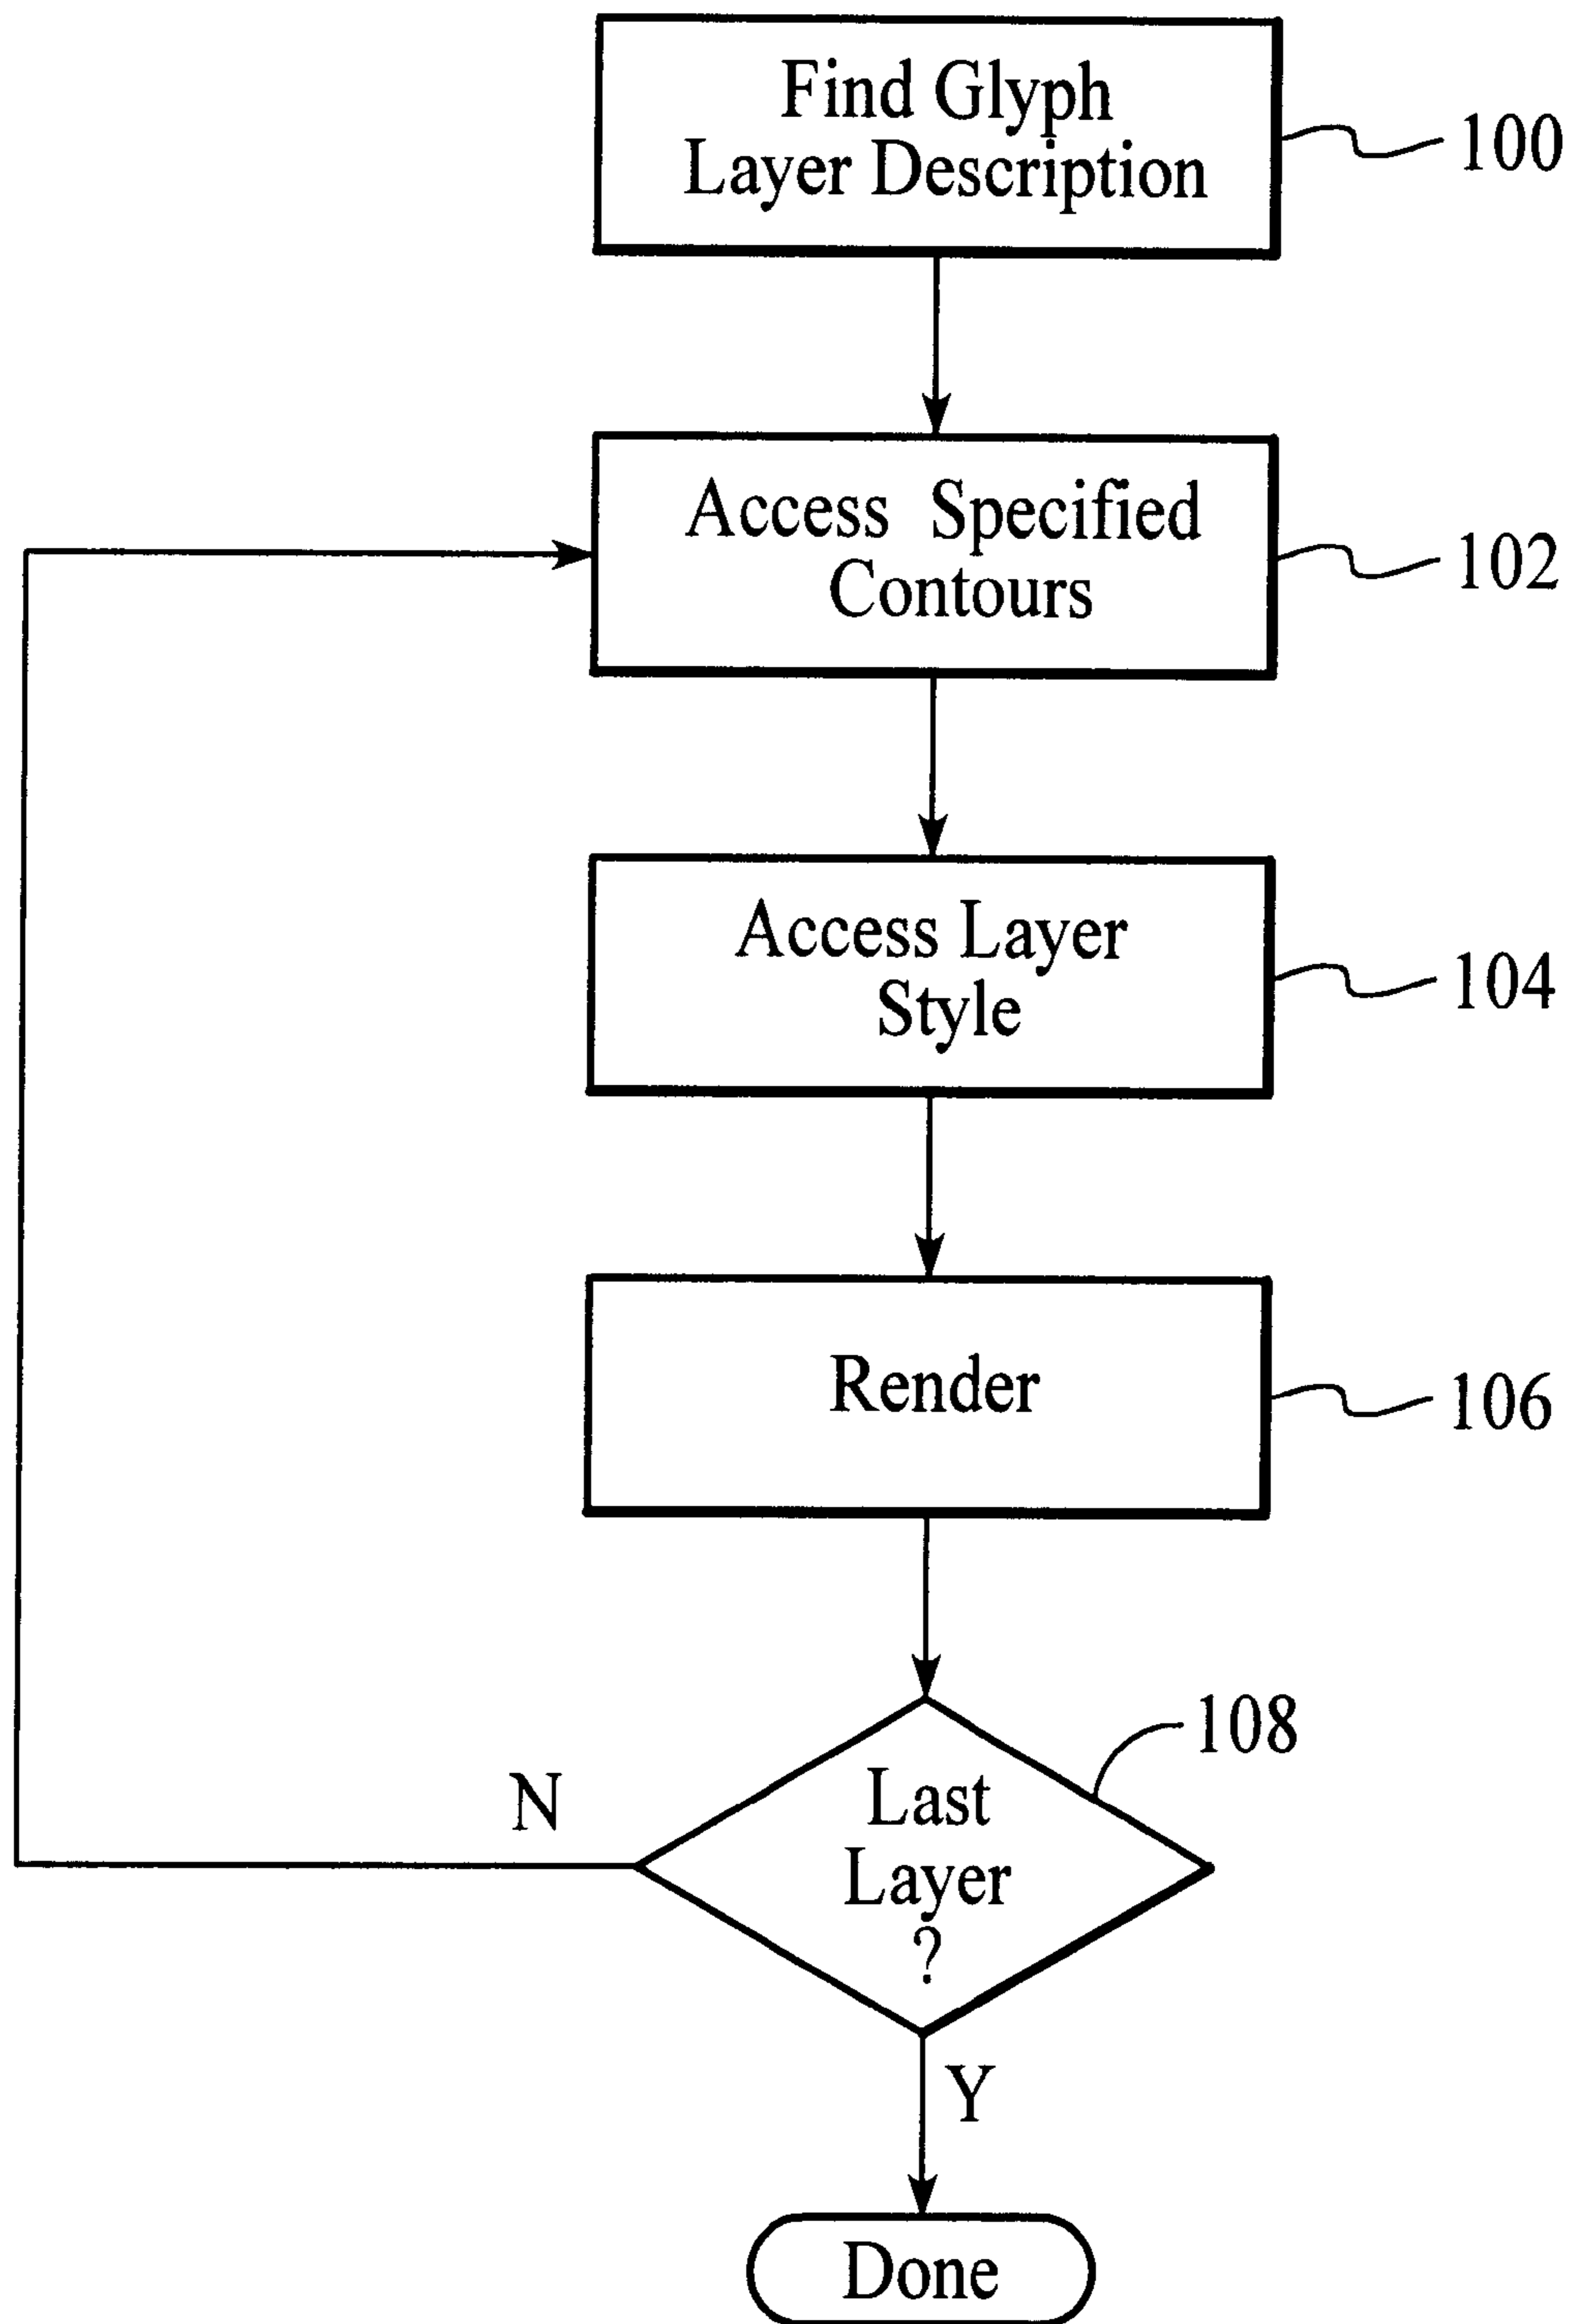 Find Glyph
Layer Description
100
Access Specified
Contours
102
Access Layer
Style
104
Render
106
108
Last
Layer
?
N
Y
Done